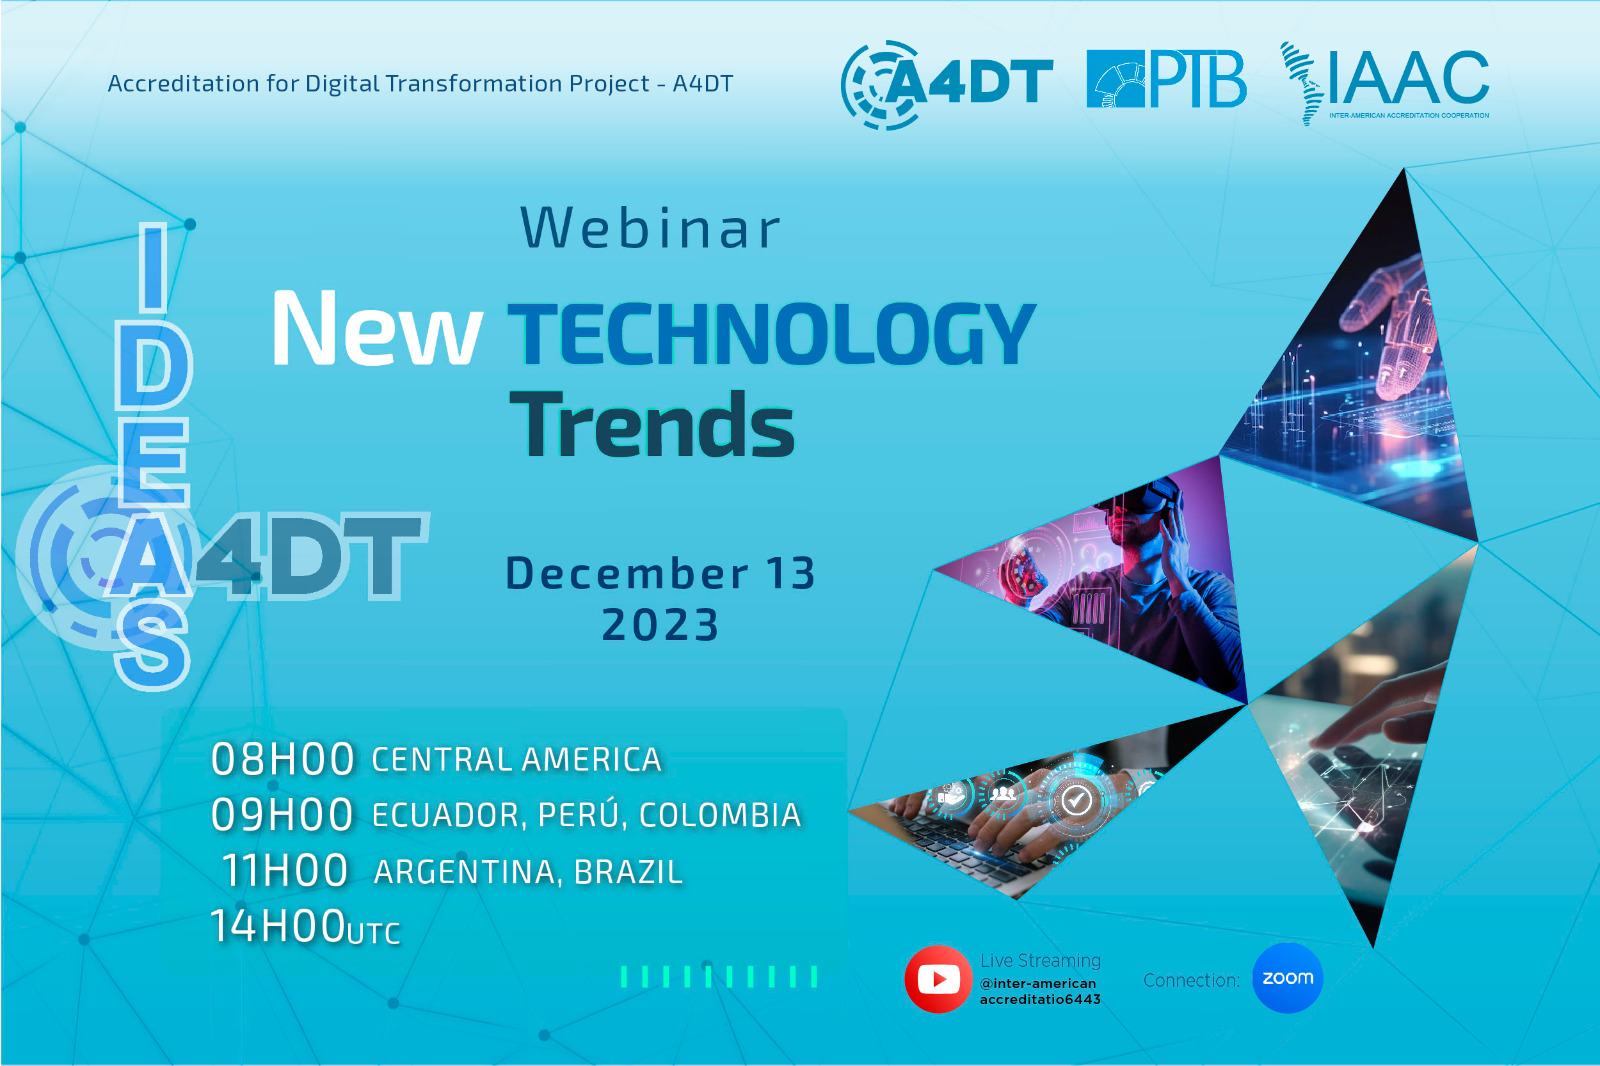 Accreditation for Digital Transformation Project - A4DT
A4DT
PTB
IAAC
INTER-AMERICAN ACCREDITATION COOPERATION
Webinar
New TECHNOLOGY
Trends
IDEAS
A4DT
December 13
2023
08H00 CENTRAL AMERICA
09H00 ECUADOR, PERÚ, COLOMBIA
11H00 ARGENTINA, BRAZIL
14H00UTC
Live Streaming
@inter-american
accreditatio6443
Connection:
zoom